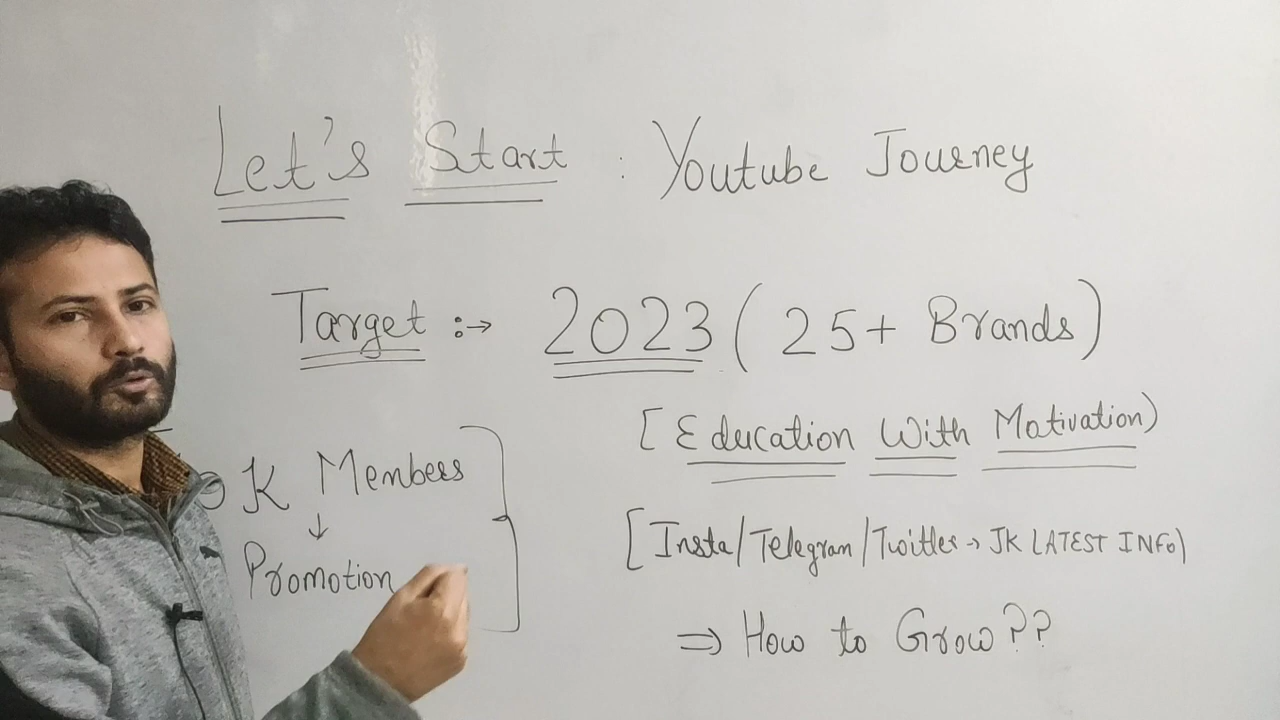 Let's Start : Youtube Journey
Target :→ 2023 ( 25+ Brands )
[ Education With Motivation )
K Members
↓
Promotion
[ Insta/Telegram/Twitter → JK LATEST INFO )
⇒ How to Grow??